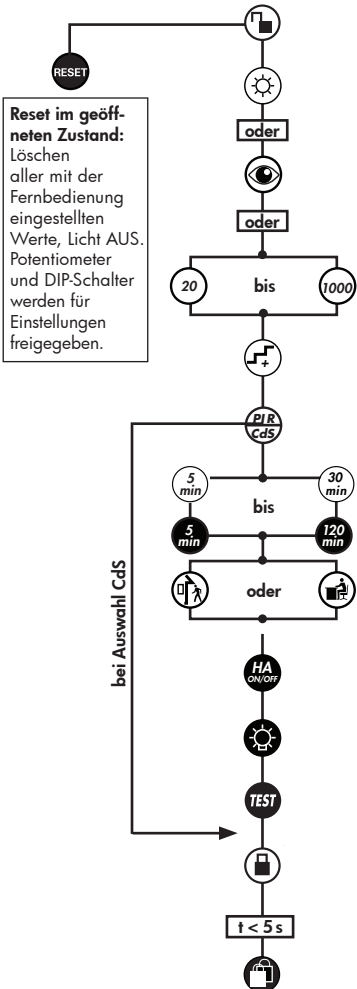 RESET
Reset im geöff-
neten Zustand:
Löschen
aller mit der
Fernbedienung
eingestellten
Werte, Licht AUS.
Potentiometer
und DIP-Schalter
werden für
Einstellungen
freigegeben.
oder
oder
20 bis 1000
+
PIR
CdS
5 min 30 min
bis
5 min 120 min
oder
bei Auswahl CdS
HA
ON/OFF
TEST
t < 5 s